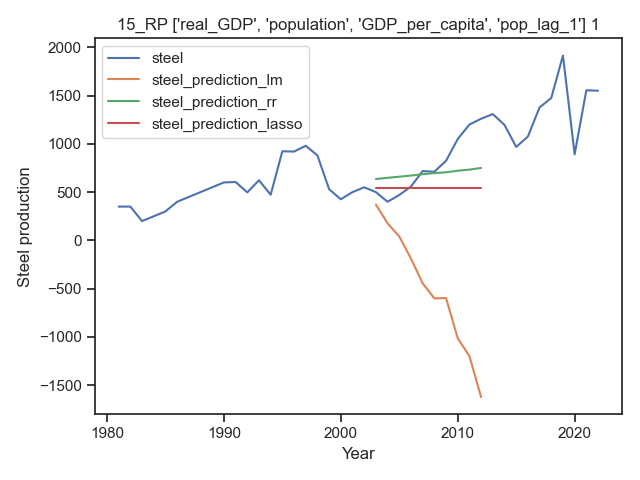 15_RP ['real_GDP', 'population', 'GDP_per_capita', 'pop_lag_1'] 1
steel
steel_prediction_lm
steel_prediction_rr
steel_prediction_lasso
Steel production
2000
1500
1000
500
0
−500
−1000
−1500
1980
1990
2000
2010
2020
Year